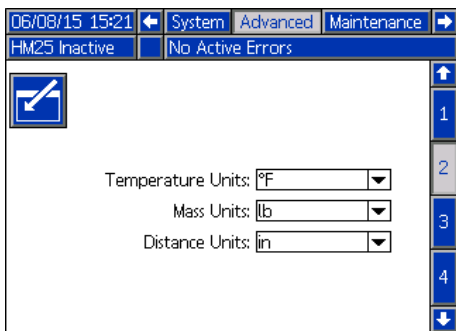 06/08/15 15:21 System Advanced Maintenance
HM25 Inactive No Active Errors
1
2
Temperature Units: °F
Mass Units: lb
3
Distance Units: in
4